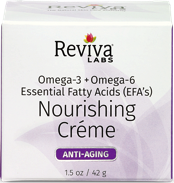 Reviva
LABS
Omega-3 + Omega-6
Essential Fatty Acids (EFA's)
Nourishing
Créme
ANTI-AGING
1.5 oz / 42 g